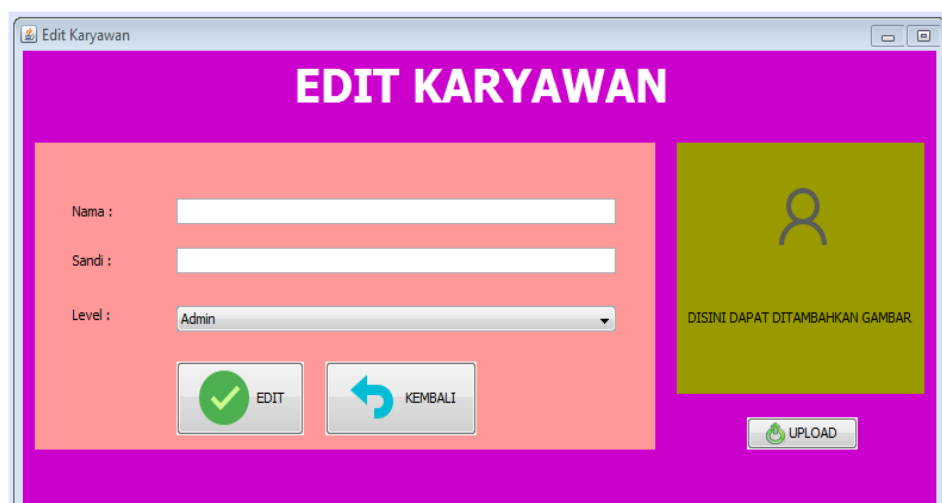 Edit Karyawan
EDIT KARYAWAN
Nama :
Sandi :
Level :
Admin
EDIT
KEMBALI
DISINI DAPAT DITAMBAHKAN GAMBAR
UPLOAD